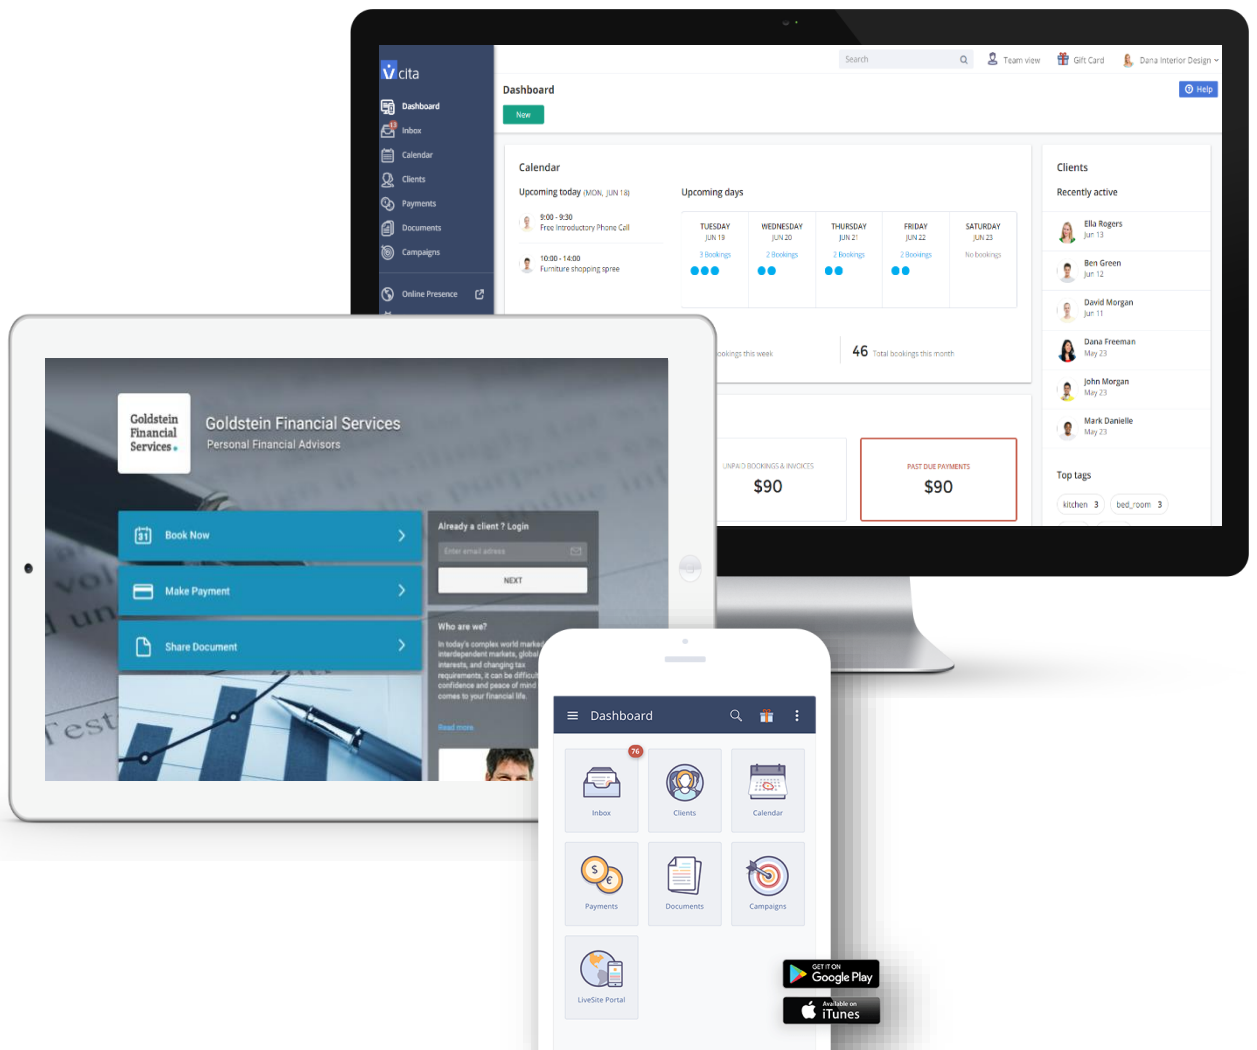 vcita
Search
Team view
Gift Card
Dana Interior Design
Dashboard
New
Help
Dashboard
13
Inbox
Calendar
Clients
Payments
Documents
Campaigns
Online Presence
Calendar
Upcoming today (MON, JUN 18)
9:00 - 9:30
Free Introductory Phone Call
10:00 - 14:00
Furniture shopping spree
Upcoming days
TUESDAY
JUN 19
3 Bookings
WEDNESDAY
JUN 20
2 Bookings
THURSDAY
JUN 21
2 Bookings
FRIDAY
JUN 22
2 Bookings
SATURDAY
JUN 23
No bookings
ookings this week
46 Total bookings this month
UNPAID BOOKINGS & INVOICES
$90
PAST DUE PAYMENTS
$90
Clients
Recently active
Ella Rogers
Jun 13
Ben Green
Jun 12
David Morgan
Jun 11
Dana Freeman
May 23
John Morgan
May 23
Mark Danielle
May 23
Top tags
kitchen 3
bed_room 3
Goldstein
Financial
Services
Goldstein Financial Services
Personal Financial Advisors
31
Book Now
Make Payment
Share Document
Already a client ? Login
Enter email adress
NEXT
Who are we?
In today's complex world
interdependent markets, global
interests, and changing tax
requirements, it can be difficult
confidence and peace of mind
comes to your financial life.
Read more
Test
Dashboard
76
Inbox
Clients
Calendar
$
€
Payments
Documents
Campaigns
LiveSite Portal
GET IT ON
Google Play
Available on
iTunes